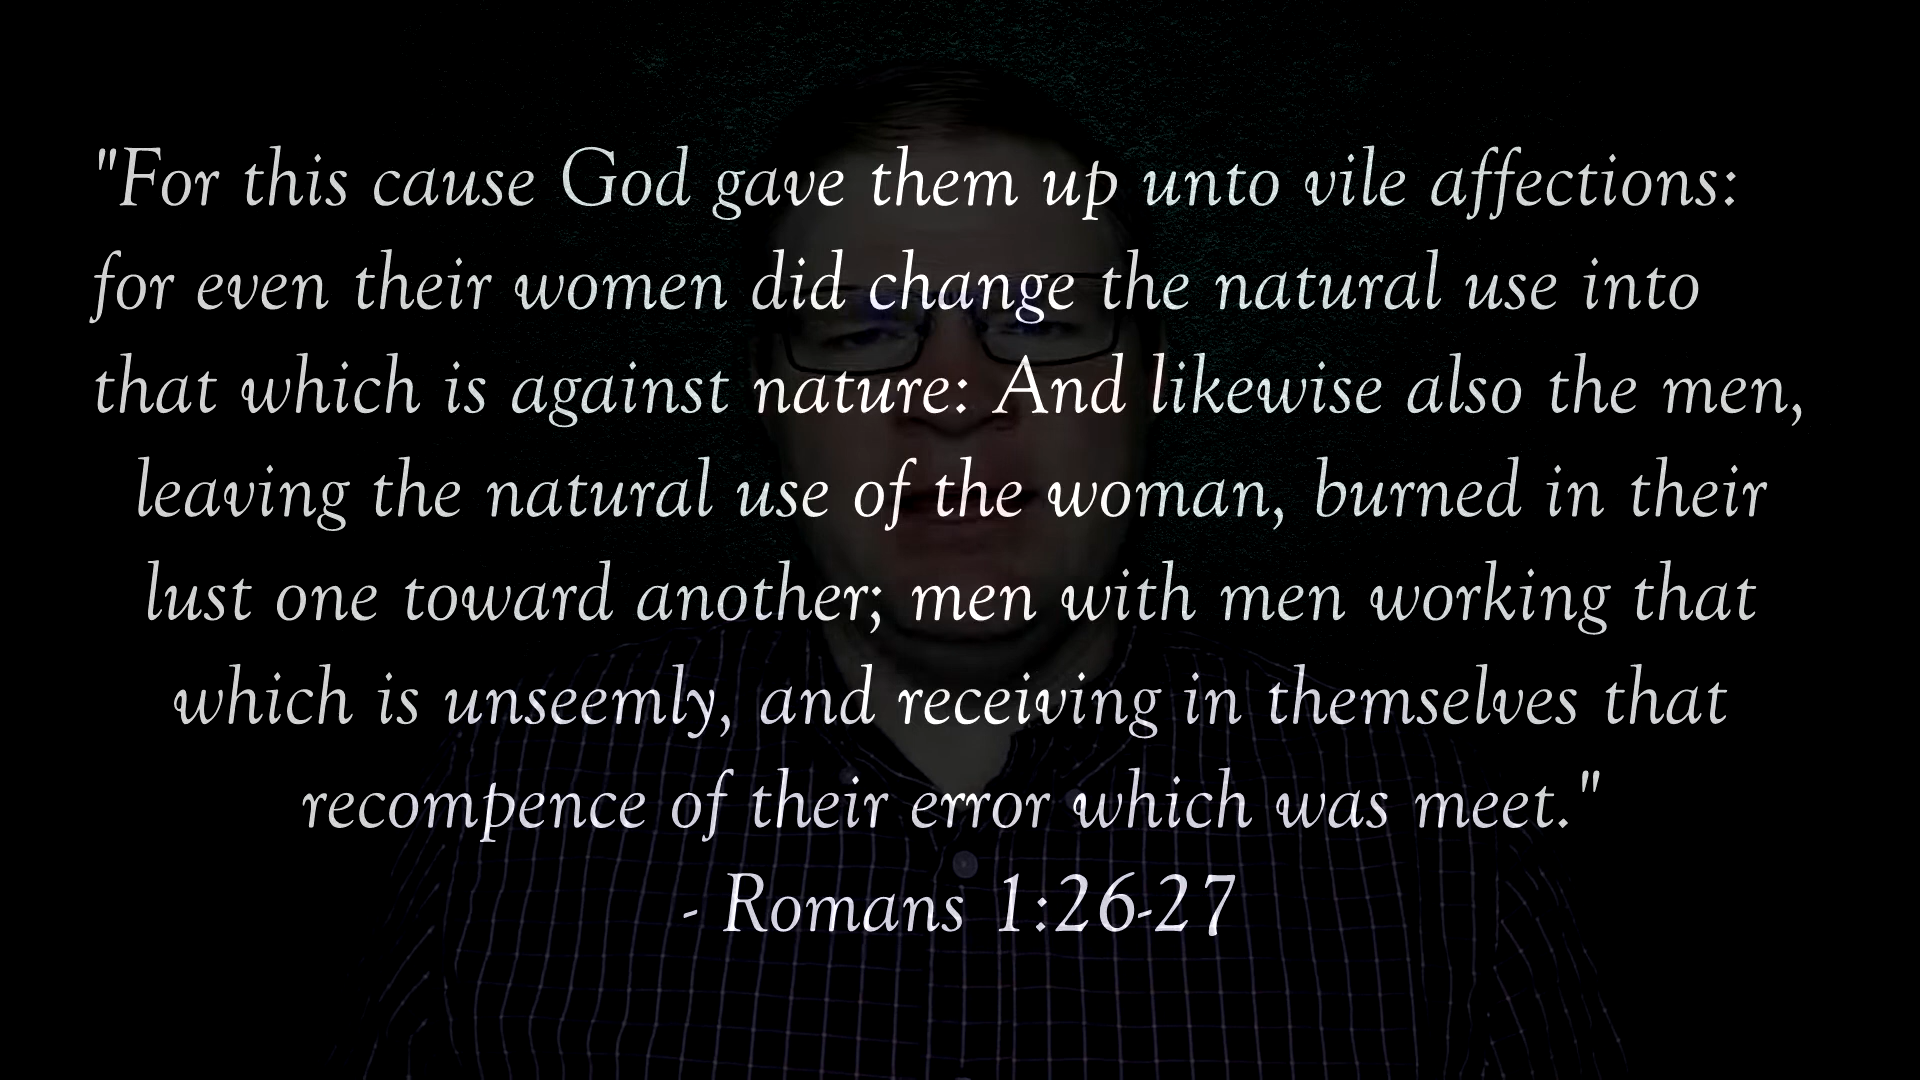 "For this cause God gave them up unto vile affections:
for even their women did change the natural use into
that which is against nature: And likewise also the men,
leaving the natural use of the woman, burned in their
lust one toward another; men with men working that
which is unseemly, and receiving in themselves that
recompence of their error which was meet."
- Romans 1:26-27